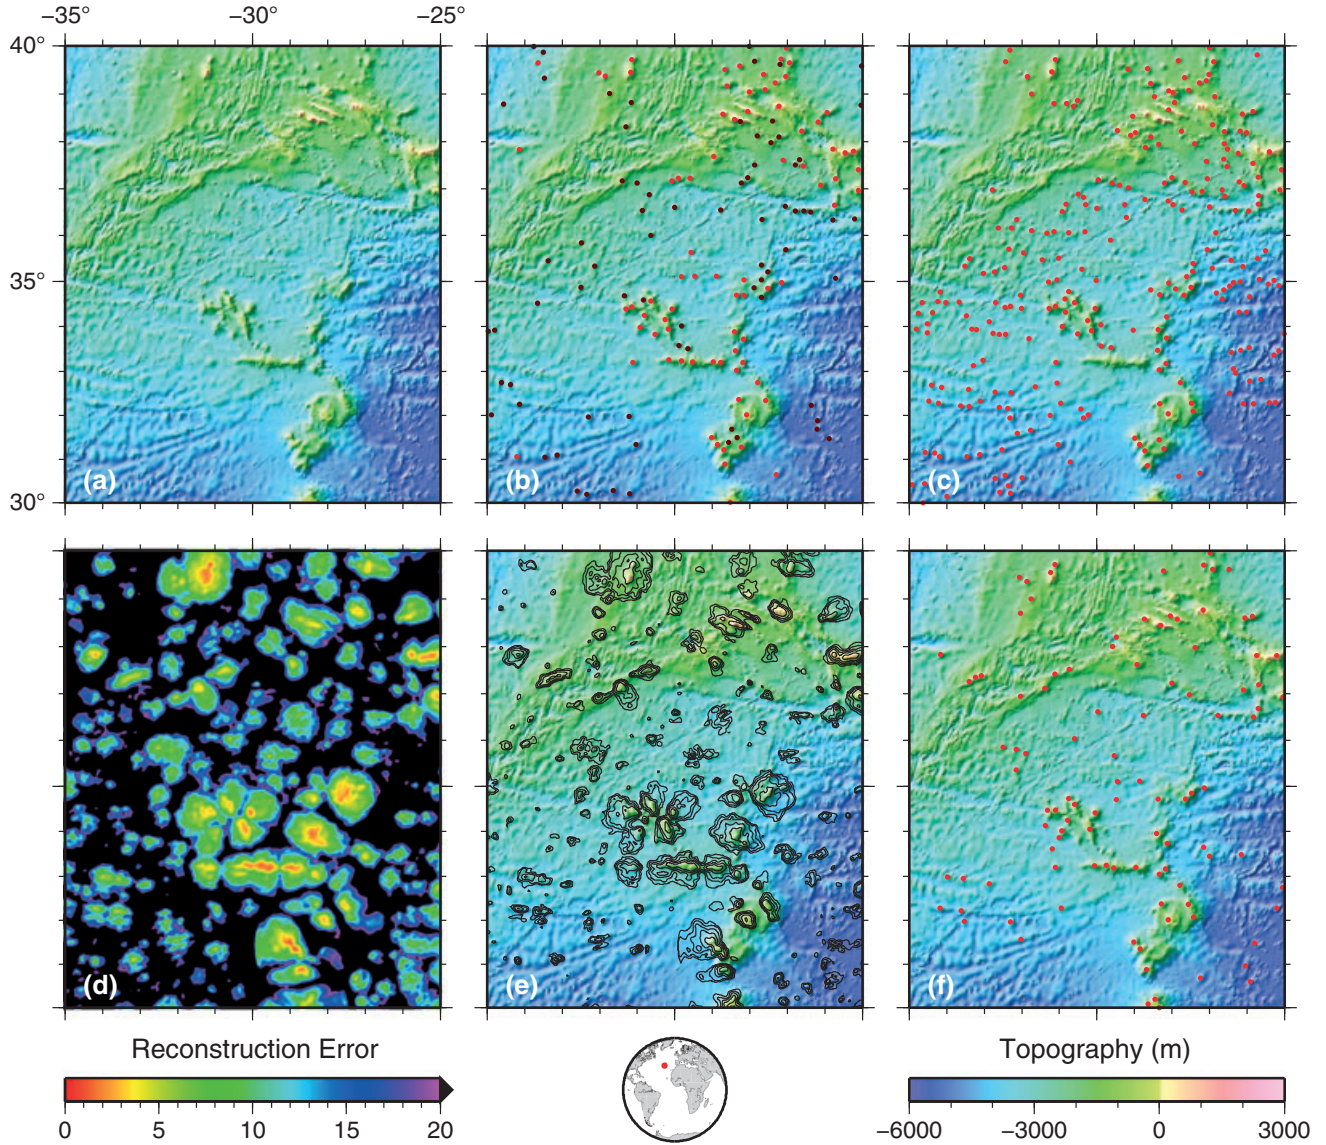 −35° −30° −25°
40°
35°
30°
(a) (b) (c)
(d) (e) (f)
Reconstruction Error
0 5 10 15 20
Topography (m)
−6000 −3000 0 3000